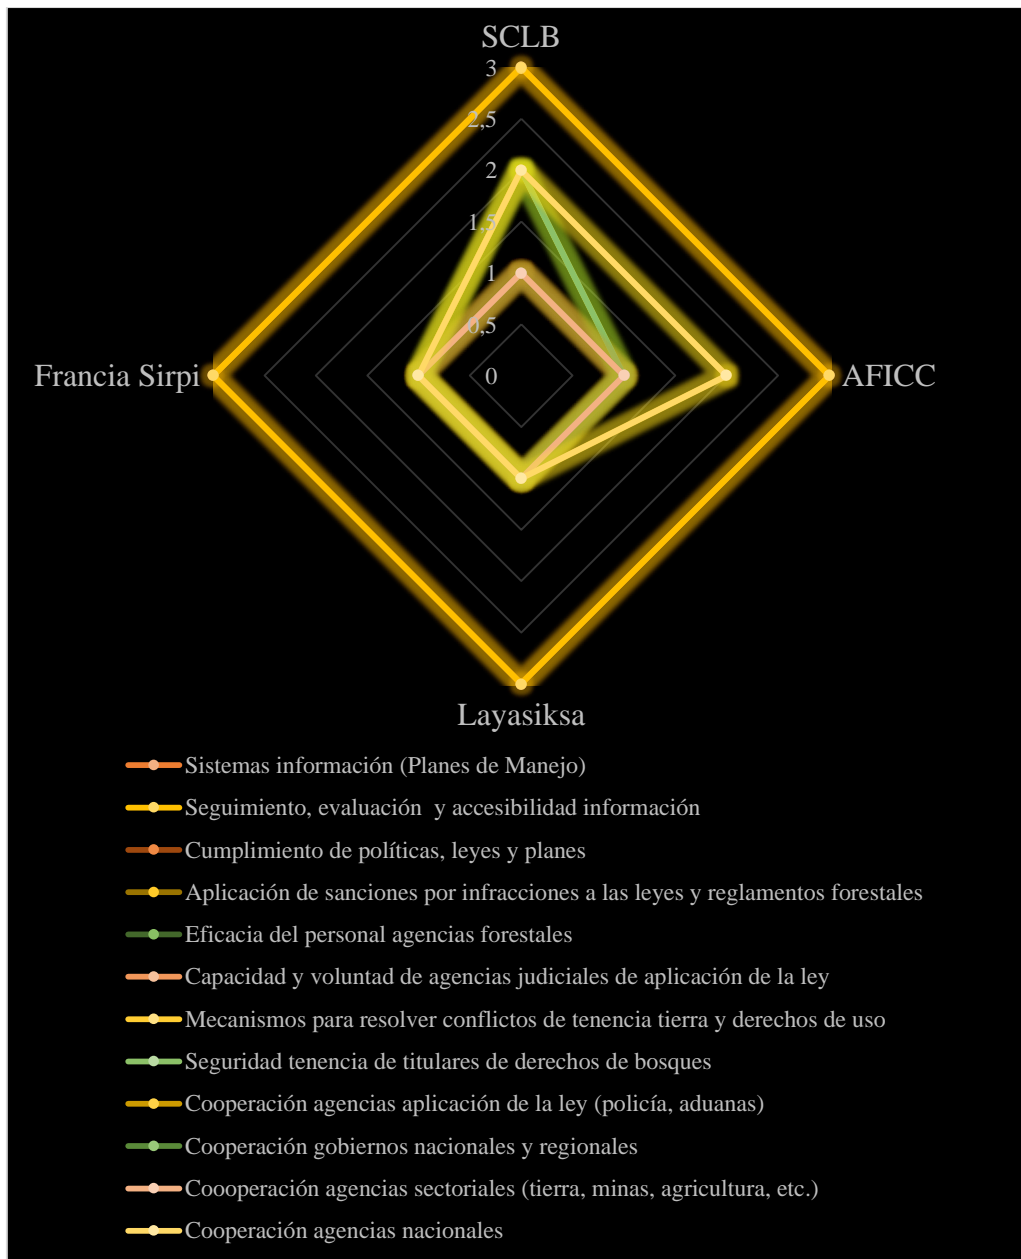 SCLB
3
2,5
2
1,5
1
0,5
0
Francia Sirpi
AFICC
Layasiksa
Sistemas información (Planes de Manejo)
Seguimiento, evaluación  y accesibilidad información
Cumplimiento de políticas, leyes y planes
Aplicación de sanciones por infracciones a las leyes y reglamentos forestales
Eficacia del personal agencias forestales
Capacidad y voluntad de agencias judiciales de aplicación de la ley
Mecanismos para resolver conflictos de tenencia tierra y derechos de uso
Seguridad tenencia de titulares de derechos de bosques
Cooperación agencias aplicación de la ley (policía, aduanas)
Cooperación gobiernos nacionales y regionales
Coooperación agencias sectoriales (tierra, minas, agricultura, etc.)
Cooperación agencias nacionales